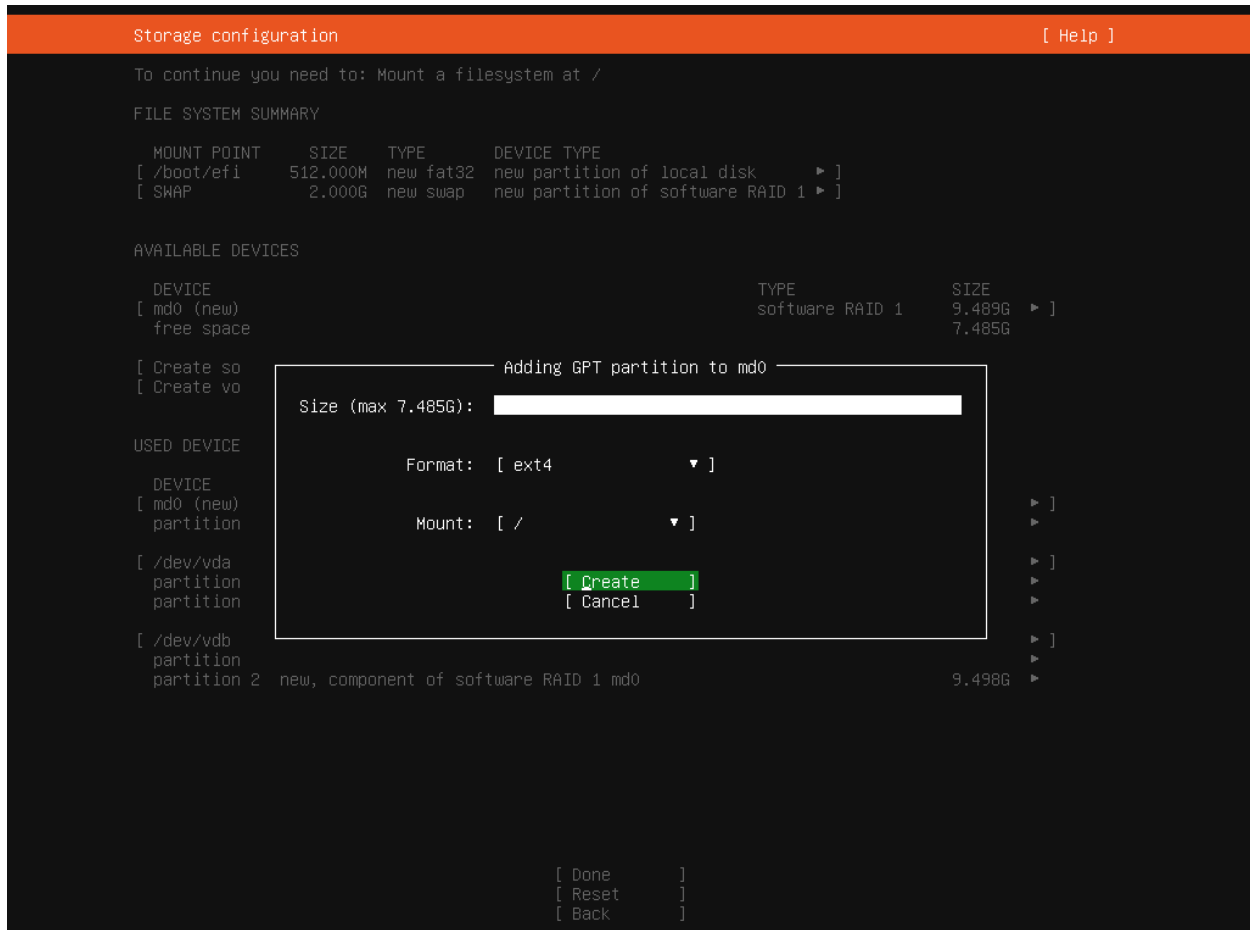 Storage configuration [ Help ]
To continue you need to: Mount a filesystem at /
FILE SYSTEM SUMMARY
MOUNT POINT SIZE TYPE DEVICE TYPE
[ /boot/efi 512.000M new fat32 new partition of local disk ▸ ]
[ SWAP 2.000G new swap new partition of software RAID 1 ▸ ]
AVAILABLE DEVICES
DEVICE TYPE SIZE
[ md0 (new) software RAID 1 9.489G ▸ ]
free space 7.485G
[ Create so
[ Create vo
Adding GPT partition to md0
Size (max 7.485G):
Format: [ ext4 ▾ ]
Mount: [ / ▾ ]
[ Create ]
[ Cancel ]
USED DEVICE
DEVICE
[ md0 (new) ▸ ]
partition ▸
[ /dev/vda ▸ ]
partition ▸
partition ▸
[ /dev/vdb ▸ ]
partition ▸
partition 2 new, component of software RAID 1 md0 9.498G ▸
[ Done ]
[ Reset ]
[ Back ]